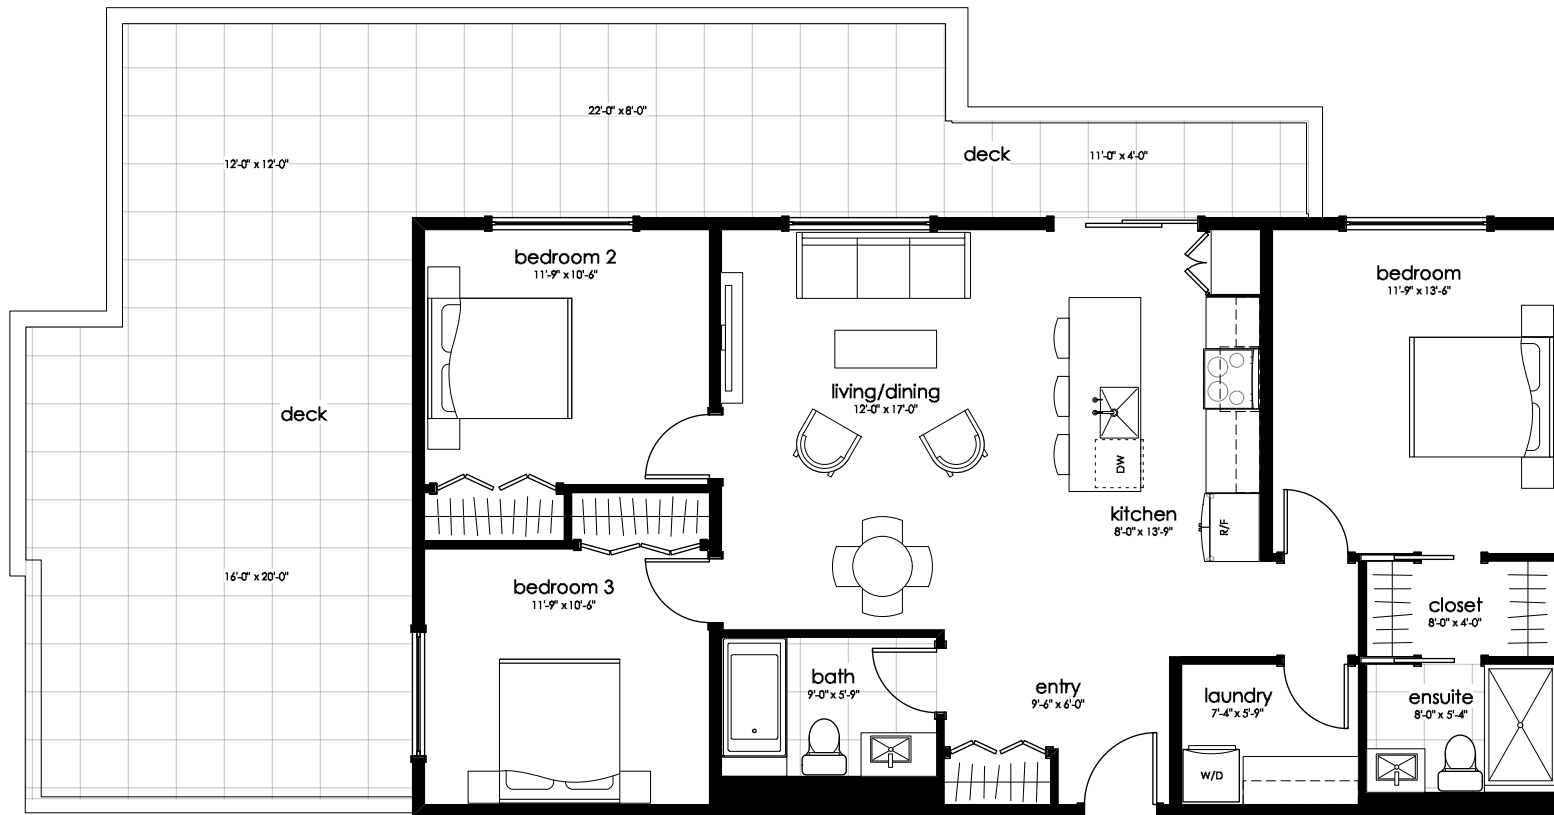 22'-0" x 8'-0"
12'-0" x 12'-0"
deck
11'-0" x 4'-0"
bedroom 2
11'-9" x 10'-6"
bedroom
11'-9" x 13'-6"
living/dining
12'-0" x 17'-0"
deck
DW
kitchen
8'-0" x 13'-9"
R/F
16'-0" x 20'-0"
bedroom 3
11'-9" x 10'-6"
closet
8'-0" x 4'-0"
bath
9'-0" x 5'-9"
entry
9'-6" x 6'-0"
laundry
7'-4" x 5'-9"
ensuite
8'-0" x 5'-4"
W/D